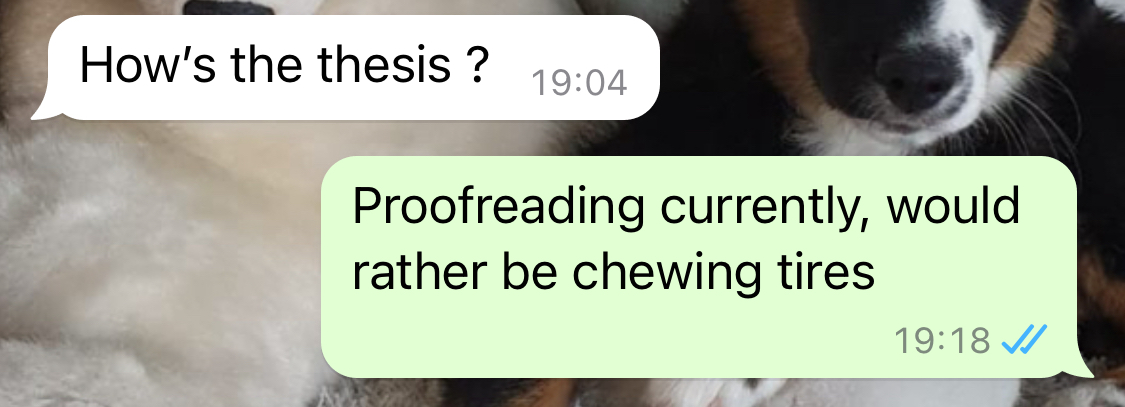 How’s the thesis ?
19:04
Proofreading currently, would
rather be chewing tires
19:18